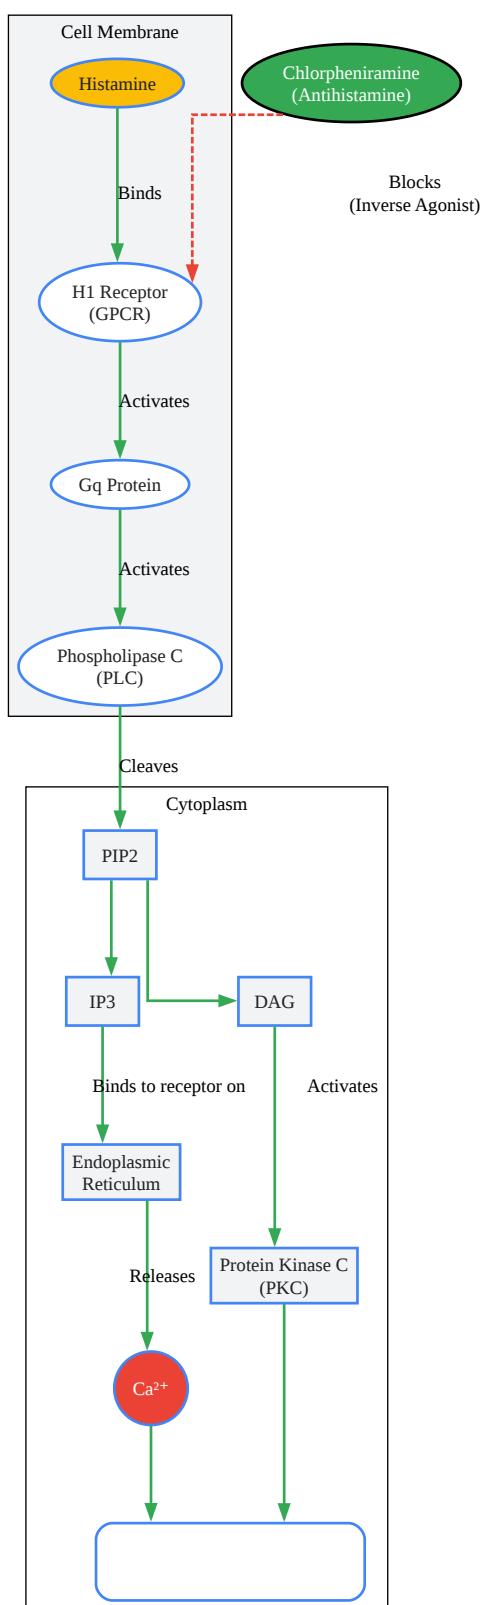 Cell Membrane
Histamine
Chlorpheniramine
(Antihistamine)
Binds
Blocks
(Inverse Agonist)
H1 Receptor
(GPCR)
Activates
Gq Protein
Activates
Phospholipase C
(PLC)
Cleaves
Cytoplasm
PIP2
IP3
DAG
Binds to receptor on
Activates
Endoplasmic
Reticulum
Releases
Protein Kinase C
(PKC)
Ca²⁺